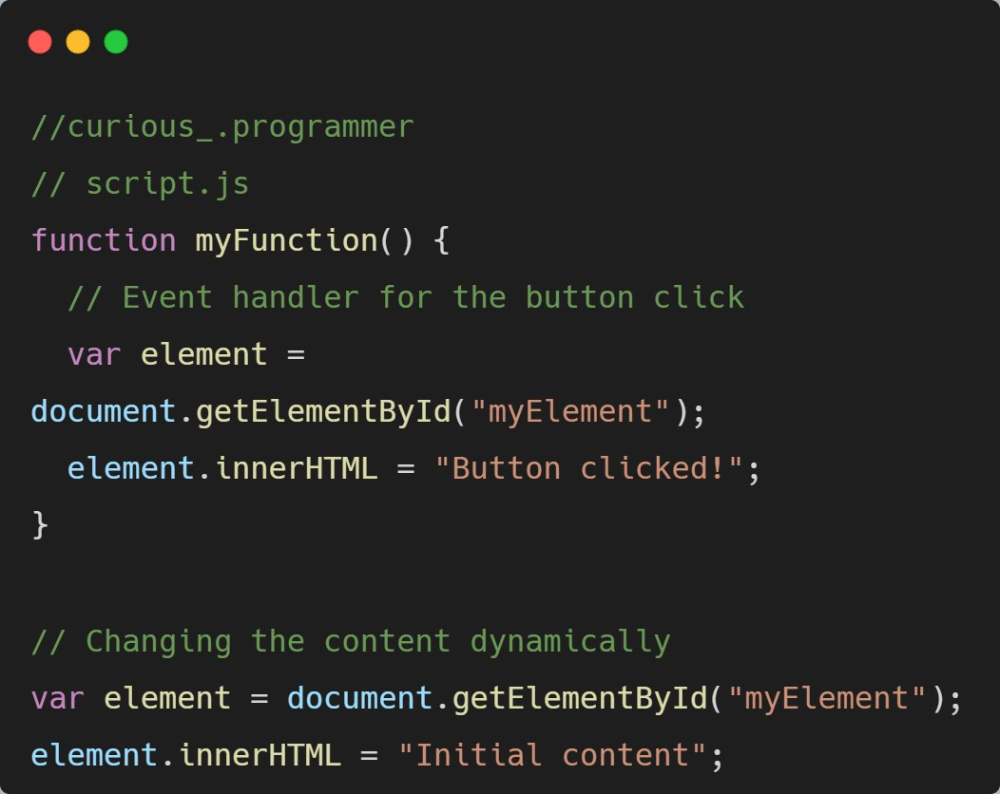 //curious_.programmer
// script.js
function myFunction() {
  // Event handler for the button click
  var element =
document.getElementById("myElement");
  element.innerHTML = "Button clicked!";
}

// Changing the content dynamically
var element = document.getElementById("myElement");
element.innerHTML = "Initial content";